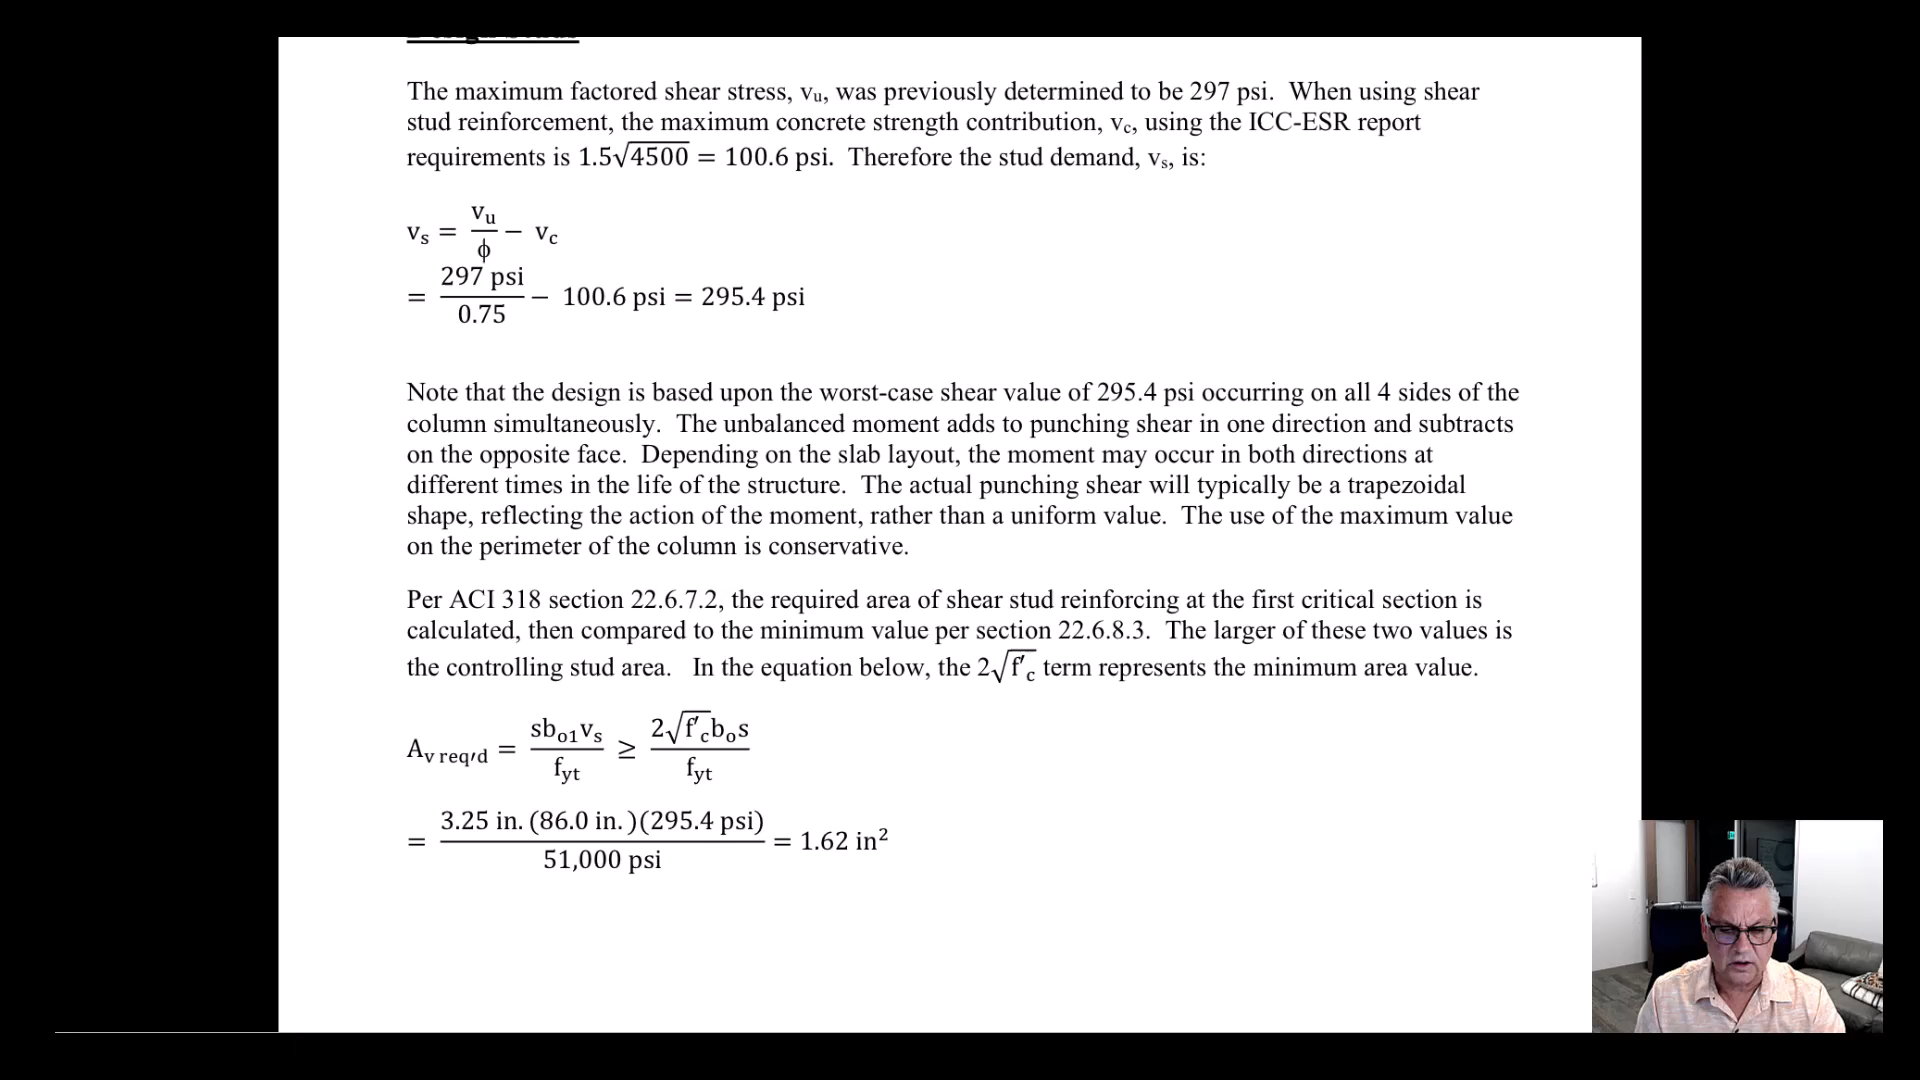 The maximum factored shear stress, vu, was previously determined to be 297 psi. When using shear
stud reinforcement, the maximum concrete strength contribution, vc, using the ICC-ESR report
requirements is 1.5√4500 = 100.6 psi. Therefore the stud demand, vs, is:
vs = vu/ϕ − vc
= 297 psi/0.75 − 100.6 psi = 295.4 psi
Note that the design is based upon the worst-case shear value of 295.4 psi occurring on all 4 sides of the
column simultaneously. The unbalanced moment adds to punching shear in one direction and subtracts
on the opposite face. Depending on the slab layout, the moment may occur in both directions at
different times in the life of the structure. The actual punching shear will typically be a trapezoidal
shape, reflecting the action of the moment, rather than a uniform value. The use of the maximum value
on the perimeter of the column is conservative.
Per ACI 318 section 22.6.7.2, the required area of shear stud reinforcing at the first critical section is
calculated, then compared to the minimum value per section 22.6.8.3. The larger of these two values is
the controlling stud area. In the equation below, the 2√f′c term represents the minimum area value.
Av req′d = sbo1vs/fyt ≥ 2√f′cbos/fyt
= 3.25 in. (86.0 in. )(295.4 psi)/51,000 psi = 1.62 in²